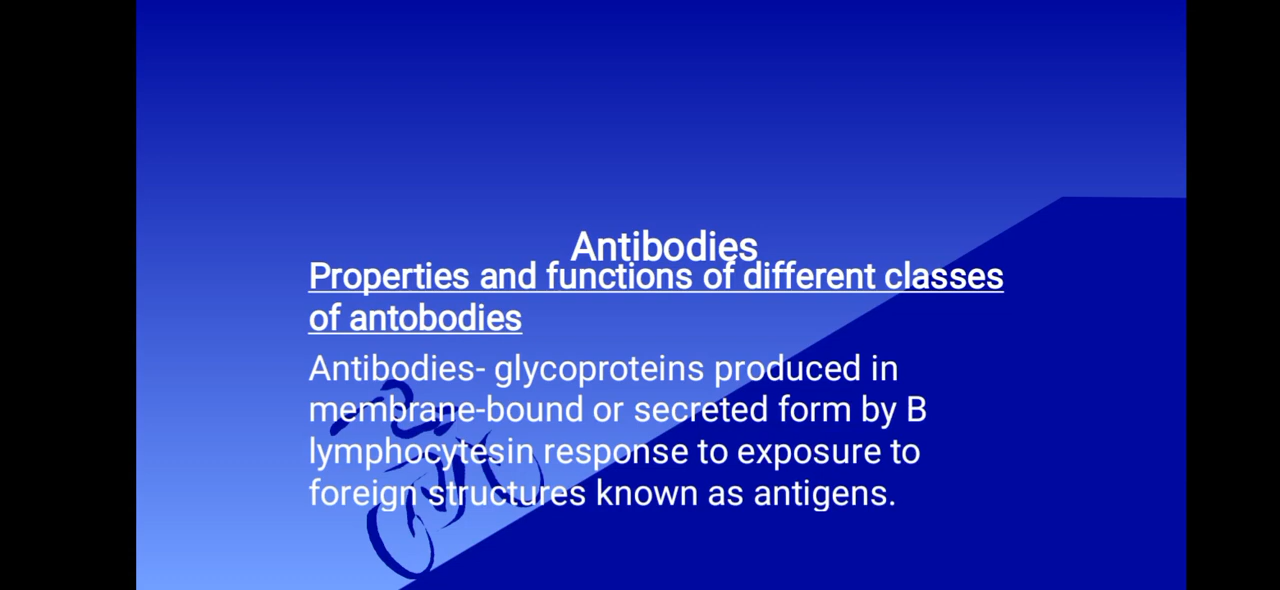 Antibodies
Properties and functions of different classes
of antobodies
Antibodies- glycoproteins produced in
membrane-bound or secreted form by B
lymphocytesin response to exposure to
foreign structures known as antigens.